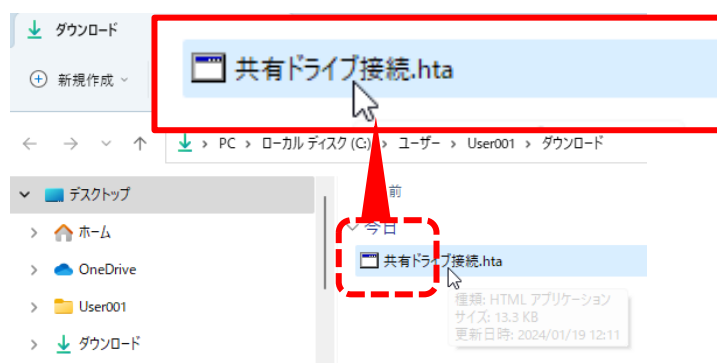 ダウンロード
新規作成
共有ドライブ接続.hta
PC > ローカル ディスク (C:) > ユーザー > User001 > ダウンロード
デスクトップ
ホーム
OneDrive
User001
ダウンロード
前
今日
共有ドライブ接続.hta
種類: HTML アプリケーション
サイズ: 13.3 KB
更新日時: 2024/01/19 12:11